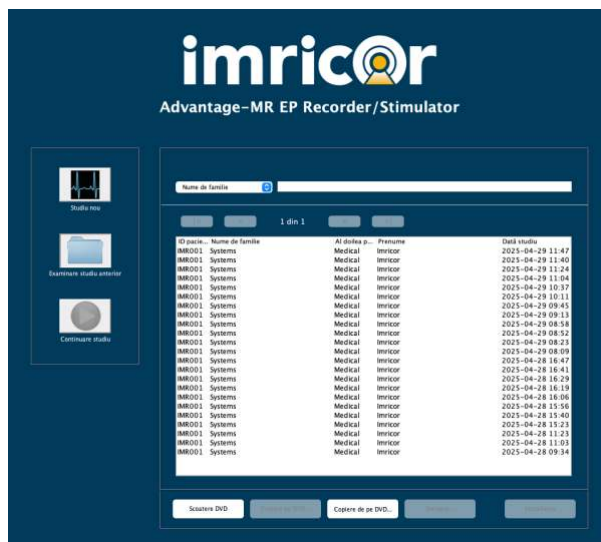 imricor
Advantage-MR EP Recorder/Stimulator
Studiu nou
Examinare studiu anterior
Continuare studiu
Nume de familie
1 din 1
ID pacie... Nume de familie Al doilea p... Prenume Dată studiu
IMR001 Systems Medical Imricor 2025-04-29 11:47
IMR001 Systems Medical Imricor 2025-04-29 11:40
IMR001 Systems Medical Imricor 2025-04-29 11:24
IMR001 Systems Medical Imricor 2025-04-29 11:04
IMR001 Systems Medical Imricor 2025-04-29 10:37
IMR001 Systems Medical Imricor 2025-04-29 10:11
IMR001 Systems Medical Imricor 2025-04-29 09:45
IMR001 Systems Medical Imricor 2025-04-29 09:13
IMR001 Systems Medical Imricor 2025-04-29 08:58
IMR001 Systems Medical Imricor 2025-04-29 08:52
IMR001 Systems Medical Imricor 2025-04-29 08:23
IMR001 Systems Medical Imricor 2025-04-29 08:09
IMR001 Systems Medical Imricor 2025-04-28 16:47
IMR001 Systems Medical Imricor 2025-04-28 16:41
IMR001 Systems Medical Imricor 2025-04-28 16:29
IMR001 Systems Medical Imricor 2025-04-28 16:19
IMR001 Systems Medical Imricor 2025-04-28 16:06
IMR001 Systems Medical Imricor 2025-04-28 15:56
IMR001 Systems Medical Imricor 2025-04-28 15:40
IMR001 Systems Medical Imricor 2025-04-28 15:23
IMR001 Systems Medical Imricor 2025-04-28 11:23
IMR001 Systems Medical Imricor 2025-04-28 11:03
IMR001 Systems Medical Imricor 2025-04-28 09:34
Scoatere DVD Copiere de pe DVD...